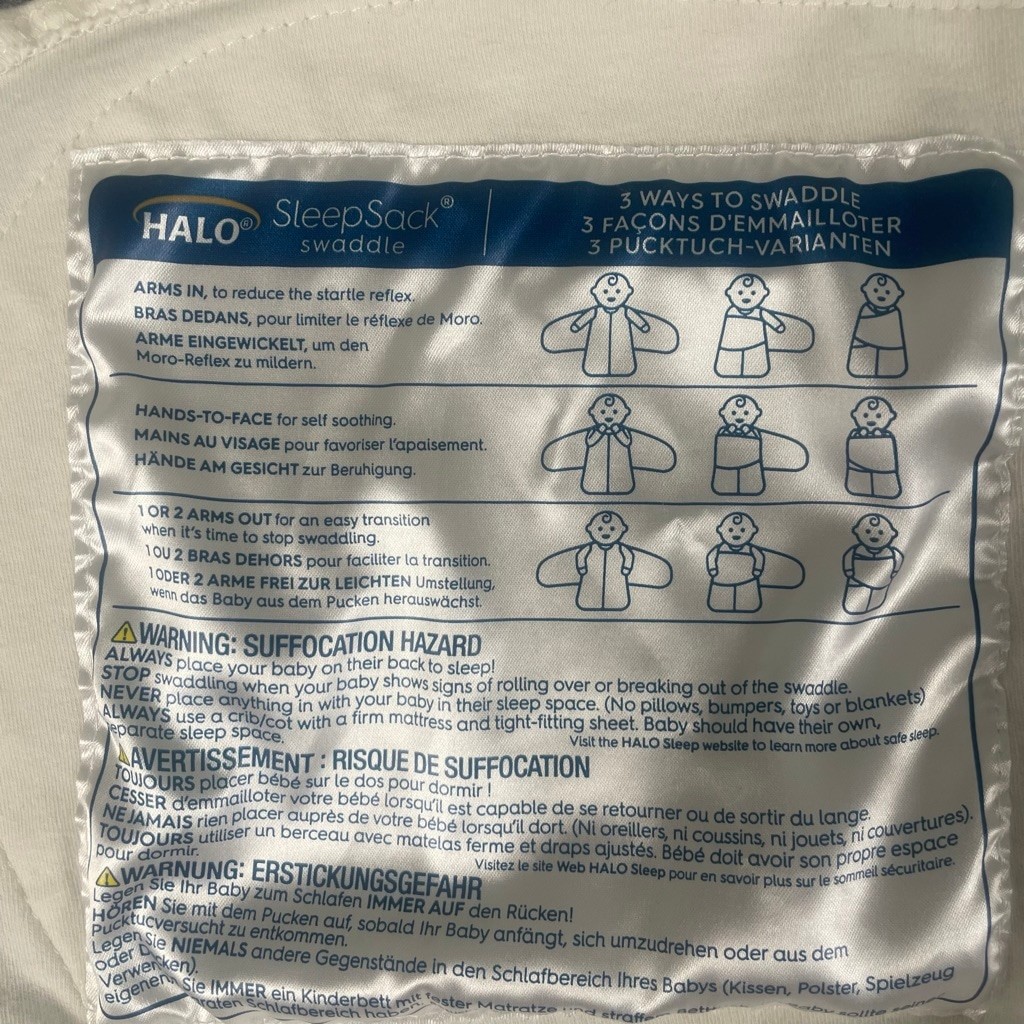 HALO® SleepSack®
swaddle
3 WAYS TO SWADDLE
3 FAÇONS D'EMMAILLOTER
3 PUCKTUCH-VARIANTEN
ARMS IN, to reduce the startle reflex.
BRAS DEDANS, pour limiter le réflexe de Moro.
ARME EINGEWICKELT, um den
Moro-Reflex zu mildern.
HANDS-TO-FACE for self soothing.
MAINS AU VISAGE pour favoriser l'apaisement.
HÄNDE AM GESICHT zur Beruhigung.
1 OR 2 ARMS OUT for an easy transition
when it's time to stop swaddling.
1 OU 2 BRAS DEHORS pour faciliter la transition.
1 ODER 2 ARME FREI ZUR LEICHTEN Umstellung,
wenn das Baby aus dem Pucken herauswächst.
WARNING: SUFFOCATION HAZARD
ALWAYS place your baby on their back to sleep!
STOP swaddling when your baby shows signs of rolling over or breaking out of the swaddle.
NEVER place anything in with your baby in their sleep space. (No pillows, bumpers, toys or blankets)
ALWAYS use a crib/cot with a firm mattress and tight-fitting sheet. Baby should have their own,
eparate sleep space.
Visit the HALO Sleep website to learn more about safe sleep.
AVERTISSEMENT : RISQUE DE SUFFOCATION
TOUJOURS placer bébé sur le dos pour dormir !
CESSER d'emmailloter votre bébé lorsqu'il est capable de se retourner ou de sortir du lange.
NE JAMAIS rien placer auprès de votre bébé lorsqu'il dort. (Ni oreillers, ni coussins, ni jouets, ni couvertures).
TOUJOURS utiliser un berceau avec matelas ferme et draps ajustés. Bébé doit avoir son propre espace
pour dormir.
Visitez le site Web HALO Sleep pour en savoir plus sur le sommeil sécuritaire.
WARNUNG: ERSTICKUNGSGEFAHR
Legen Sie Ihr Baby zum Schlafen IMMER AUF den Rücken!
HÖREN Sie mit dem Pucken auf, sobald Ihr Baby anfängt, sich umzudrehen oder aus dem
Pucktuchversucht zu entkommen.
Legen Sie NIEMALS andere Gegenstände in den Schlafbereich Ihres Babys (Kissen, Polster, Spielzeug
oder
Sie IMMER ein Kinderbett mit fester Matratze und straff
eigenen Schlafbereich haben
Baby sollte